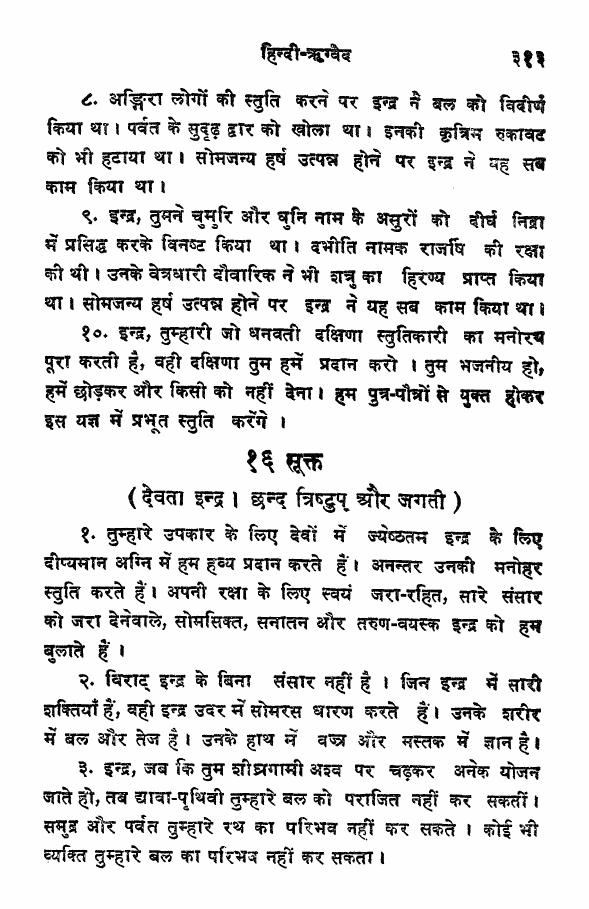 हिन्दी-ऋग्वेद ३१३
८. अङ्गिरा लोगों की स्तुति करने पर इन्द्र ने बल को विदीर्ण
किया था। पर्वत के सुदृढ़ द्वार को खोला था। इनकी कृत्रिम रुकावट
को भी हटाया था। सोमजन्य हर्ष उत्पन्न होने पर इन्द्र ने यह सब
काम किया था।
९. इन्द्र, तुमने चुमुरि और धुनि नाम के असुरों को दीर्घ निद्रा
में प्रसिद्ध करके विनष्ट किया था। दभीति नामक राजर्षि की रक्षा
की थी। उनके वेत्रधारी दौवारिक ने भी शत्रु का हिरण्य प्राप्त किया
था। सोमजन्य हर्ष उत्पन्न होने पर इन्द्र ने यह सब काम किया था।
१०. इन्द्र, तुम्हारी जो धनवती दक्षिणा स्तुतिकारी का मनोरथ
पूरा करती है, वही दक्षिणा तुम हमें प्रदान करो। तुम भजनीय हो,
हमें छोड़कर और किसी को नहीं देना। हम पुत्र-पौत्रों से युक्त होकर
इस यज्ञ में प्रभूत स्तुति करेंगे।
१६ सूक्त
(देवता इन्द्र। छन्द त्रिष्टुप् और जगती)
१. तुम्हारे उपकार के लिए देवों में ज्येष्ठतम इन्द्र के लिए
दीप्यमान अग्नि में हम हव्य प्रदान करते हैं। अनन्तर उनकी मनोहर
स्तुति करते हैं। अपनी रक्षा के लिए स्वयं जरा-रहित, सारे संसार
को जरा देनेवाले, सोमसिक्त, सनातन और तरुण-वयस्क इन्द्र को हम
बुलाते हैं।
२. विराद् इन्द्र के बिना संसार नहीं है। जिन इन्द्र में सारी
शक्तियाँ हैं, वही इन्द्र उदर में सोमरस धारण करते हैं। उनके शरीर
में बल और तेज है। उनके हाथ में वज्र और मस्तक में ज्ञान है।
३. इन्द्र, जब कि तुम शीघ्रगामी अश्व पर चढ़कर अनेक योजन
जाते हो, तब द्यावा-पृथिवी तुम्हारे बल को पराजित नहीं कर सकतीं।
समुद्र और पर्वत तुम्हारे रथ का परिभव नहीं कर सकते। कोई भी
व्यक्ति तुम्हारे बल का परिभव नहीं कर सकता।